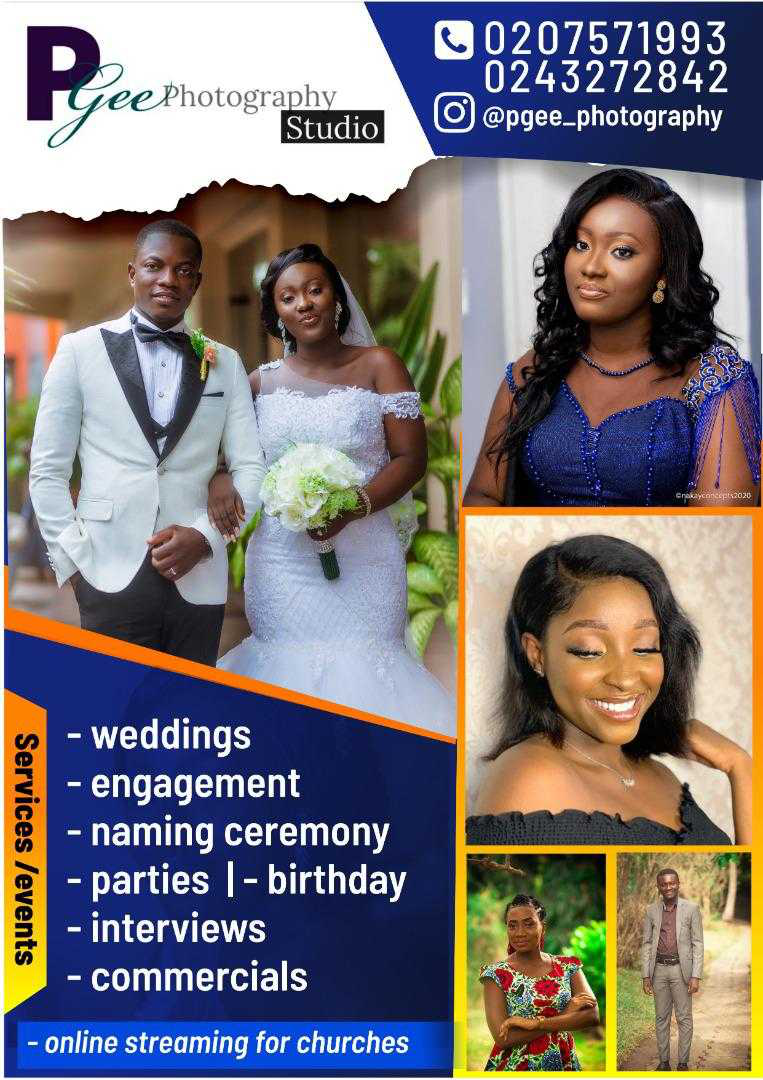 PGee Photography
Studio
0207571993
0243272842
@pgee_photography
©nakayconcepts2020
Services /events
- weddings
- engagement
- naming ceremony
- parties | - birthday
- interviews
- commercials
- online streaming for churches